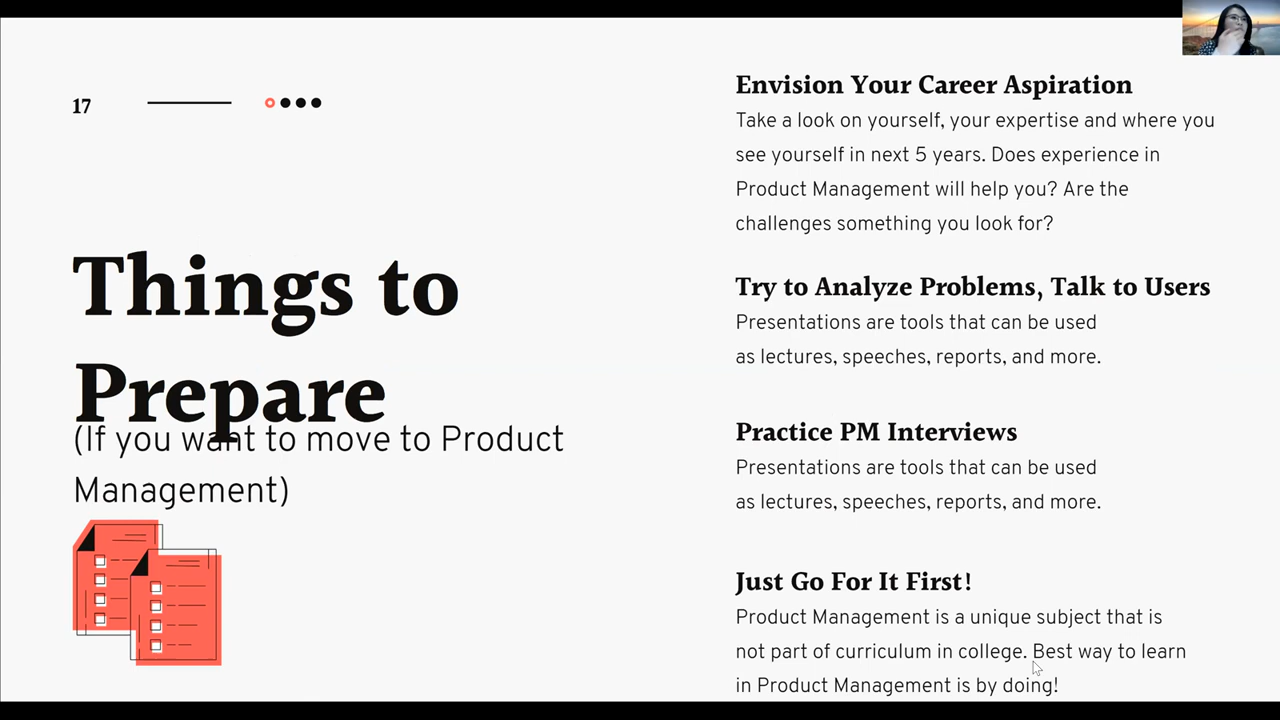 17
Things to
Prepare
(If you want to move to Product
Management)
Envision Your Career Aspiration
Take a look on yourself, your expertise and where you
see yourself in next 5 years. Does experience in
Product Management will help you? Are the
challenges something you look for?
Try to Analyze Problems, Talk to Users
Presentations are tools that can be used
as lectures, speeches, reports, and more.
Practice PM Interviews
Presentations are tools that can be used
as lectures, speeches, reports, and more.
Just Go For It First!
Product Management is a unique subject that is
not part of curriculum in college. Best way to learn
in Product Management is by doing!